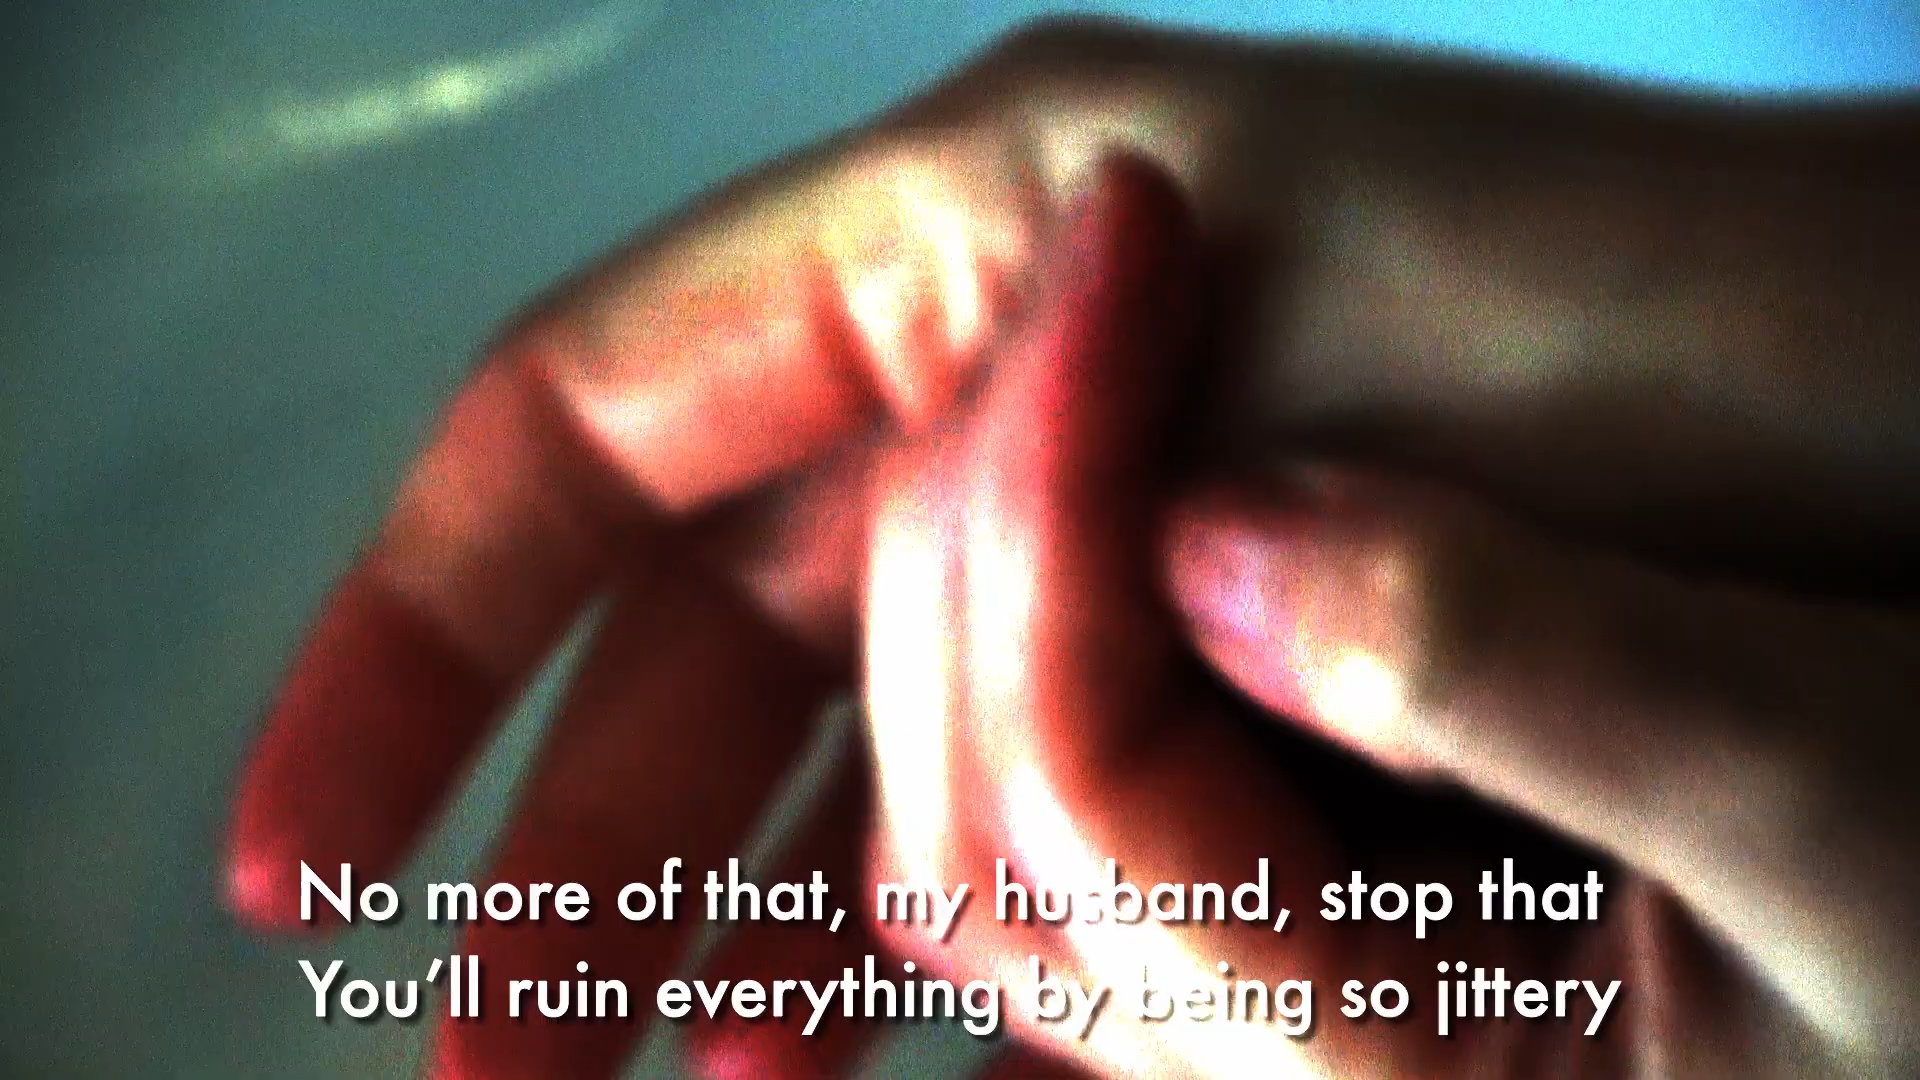 No more of that, my husband, stop that
You’ll ruin everything by being so jittery